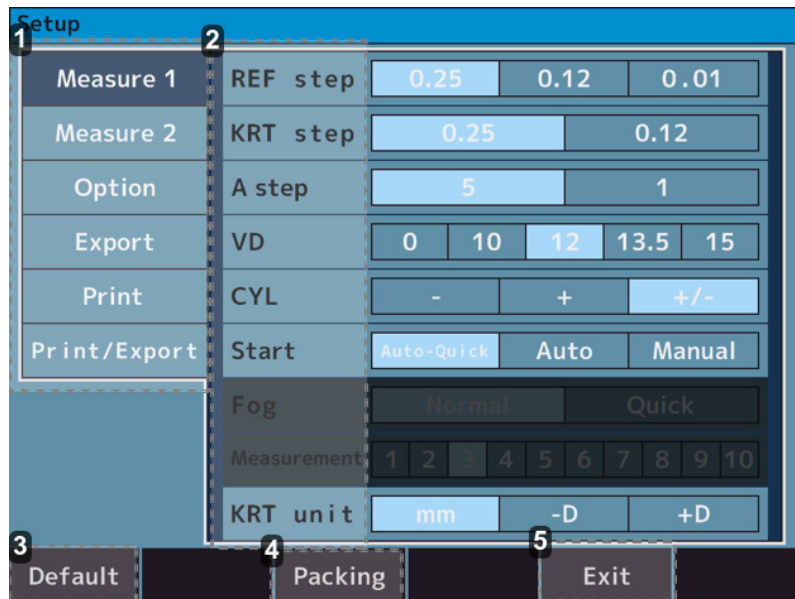 Setup
1
2
Measure 1
REF step 0.25 0.12 0.01
Measure 2
KRT step 0.25 0.12
Option
A step 5 1
Export
VD 0 10 12 13.5 15
Print
CYL - + +/-
Print/Export
Start Auto-Quick Auto Manual
Fog Normal Quick
Measurement 1 2 3 4 5 6 7 8 9 10
KRT unit mm -D +D
3
4
5
Default Packing Exit